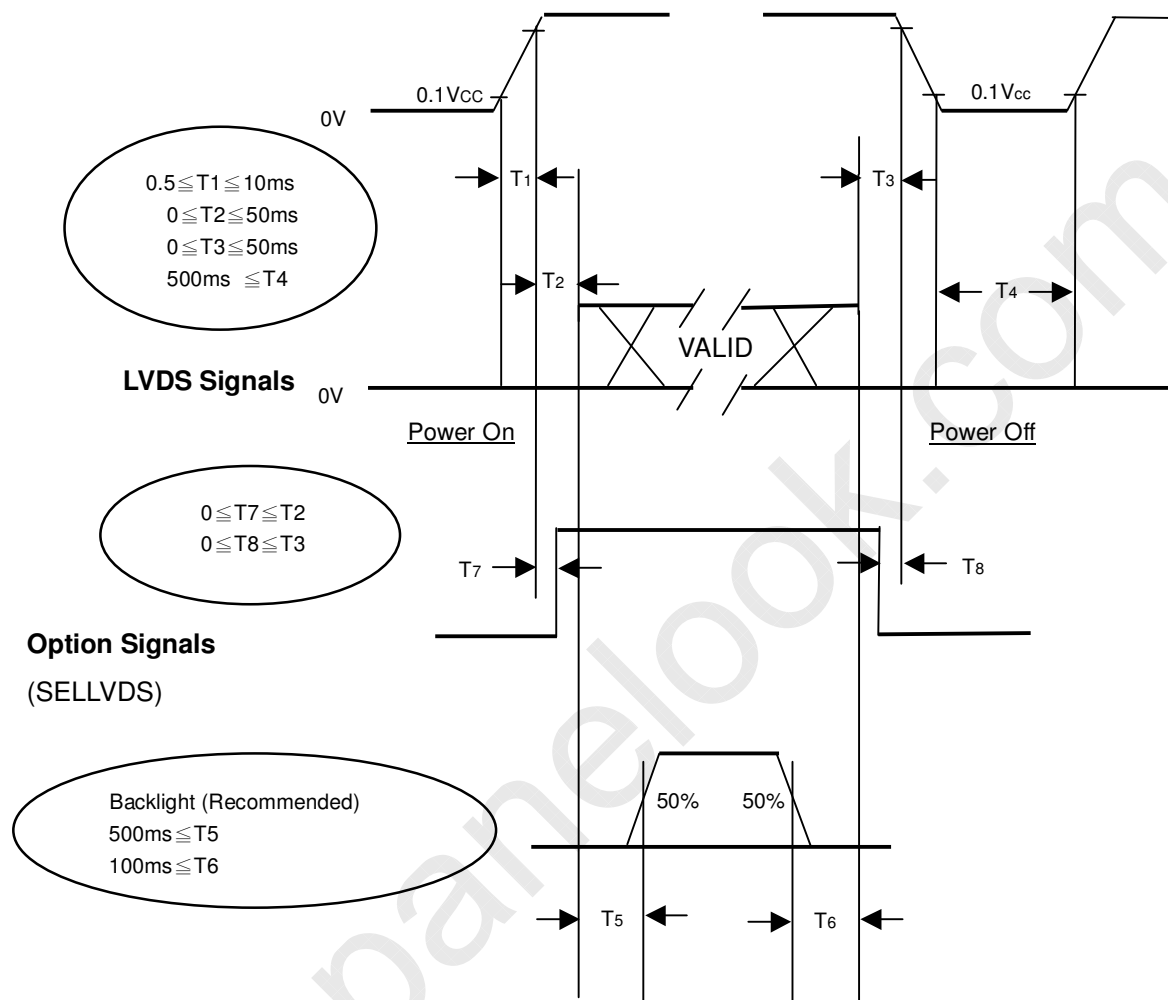 0.1VCC
0.1Vcc
0V
0.5≦T1≦10ms
0≦T2≦50ms
0≦T3≦50ms
500ms ≦T4
T1
T3
T2
T4
VALID
LVDS Signals
0V
Power On
Power Off
0≦T7≦T2
0≦T8≦T3
T7
T8
Option Signals
(SELLVDS)
Backlight (Recommended)
500ms≦T5
100ms≦T6
50%
50%
T5
T6
panelook.com